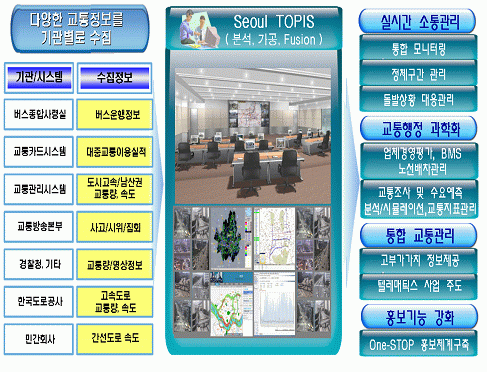 다양한 교통정보를
기관별로 수집
기관/시스템
수집정보
버스종합사령실
버스운행정보
교통카드시스템
대중교통이용실적
교통관리시스템
도시고속/남산권
교통량, 속도
교통방송본부
사고/시위/집회
경찰청, 기타
교통량/영상정보
한국도로공사
고속도로
교통량, 속도
민간회사
간선도로 속도
Seoul TOPIS
( 분석, 가공, Fusion )
실시간 소통관리
통합 모니터링
정체구간 관리
돌발상황 대응관리
교통행정 과학화
업체경영평가, BMS
노선배차관리
교통조사 및 수요예측
분석/시뮬레이션,교통지표관리
통합 교통관리
고부가가치 정보제공
텔레매틱스 사업 주도
홍보기능 강화
One-STOP 홍보체계구축